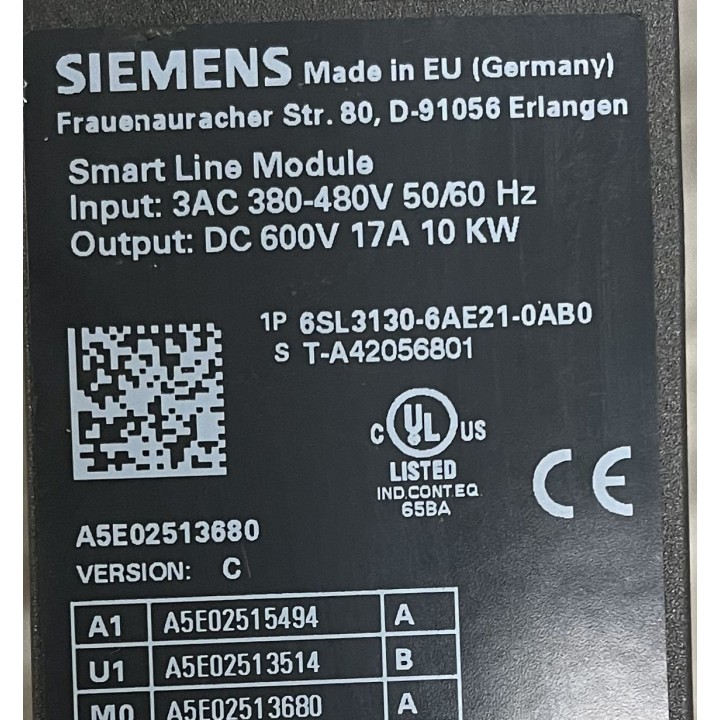 SIEMENS Made in EU (Germany)
Frauenauracher Str. 80, D-91056 Erlangen
Smart Line Module
Input: 3AC 380-480V 50/60 Hz
Output: DC 600V 17A 10 KW
1P 6SL3130-6AE21-0AB0
S T-A42056801
C UL US
LISTED
IND.CONT.EQ.
65BA
CE
A5E02513680
VERSION: C
A1 A5E02515494 A
U1 A5E02513514 B
M0 A5E02513680 A